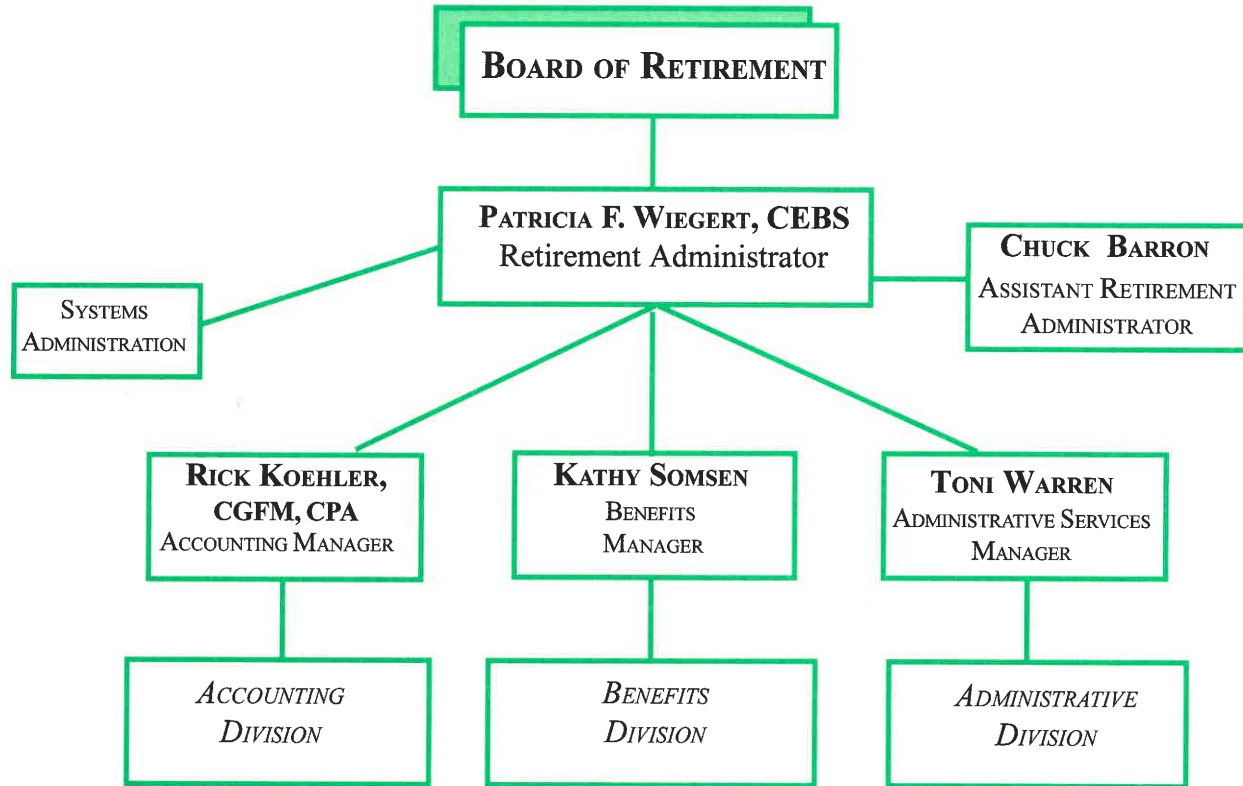 BOARD OF RETIREMENT
PATRICIA F. WIEGERT, CEBS
Retirement Administrator
CHUCK BARRON
ASSISTANT RETIREMENT
ADMINISTRATOR
SYSTEMS
ADMINISTRATION
RICK KOEHLER,
CGFM, CPA
ACCOUNTING MANAGER
KATHY SOMSEN
BENEFITS
MANAGER
TONI WARREN
ADMINISTRATIVE SERVICES
MANAGER
ACCOUNTING
DIVISION
BENEFITS
DIVISION
ADMINISTRATIVE
DIVISION